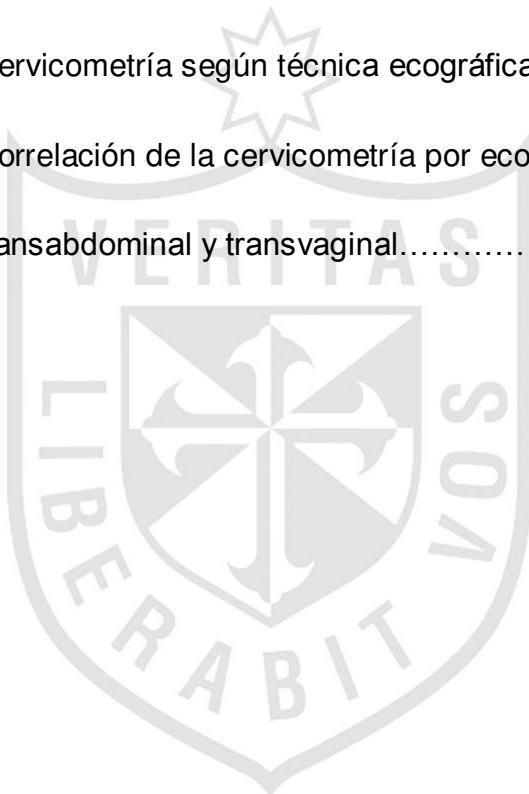 ervicometría según técnica ecográfica
orrelación de la cervicometría por eco
ansabdominal y transvaginal…………
VERITAS
LIBERABIT
VOS